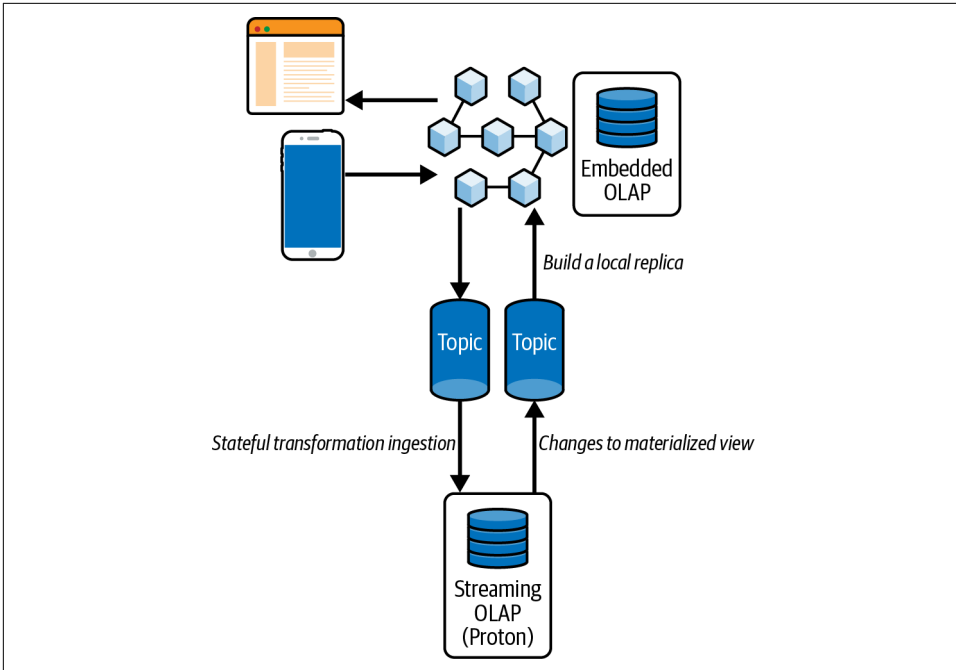 Embedded
OLAP
Build a local replica
Topic
Topic
Stateful transformation ingestion
Changes to materialized view
Streaming
OLAP
(Proton)